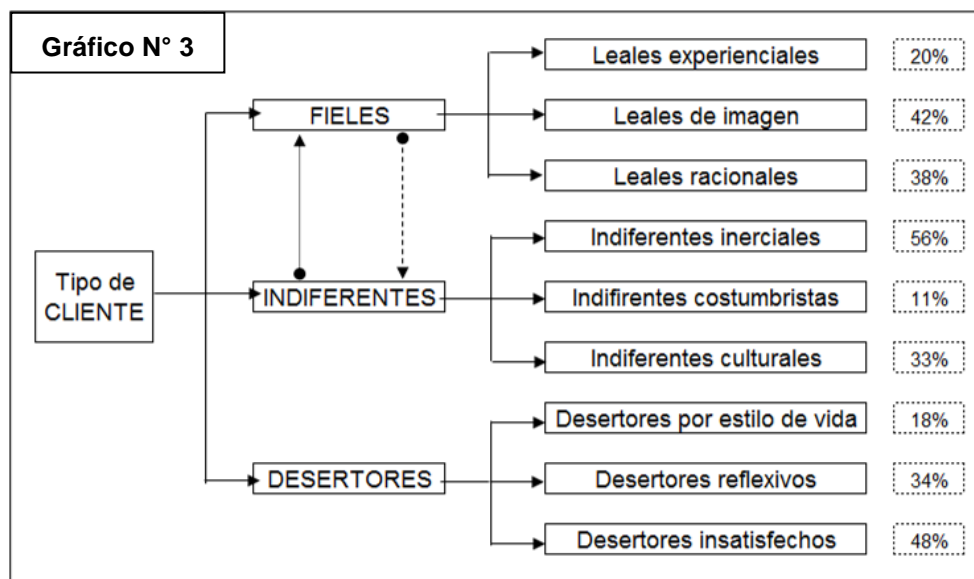 Gráfico N° 3
Leales experienciales 20%
FIELES Leales de imagen 42%
Leales racionales 38%
Indiferentes inerciales 56%
Tipo de
CLIENTE
INDIFERENTES Indifirentes costumbristas 11%
Indiferentes culturales 33%
Desertores por estilo de vida 18%
DESERTORES Desertores reflexivos 34%
Desertores insatisfechos 48%